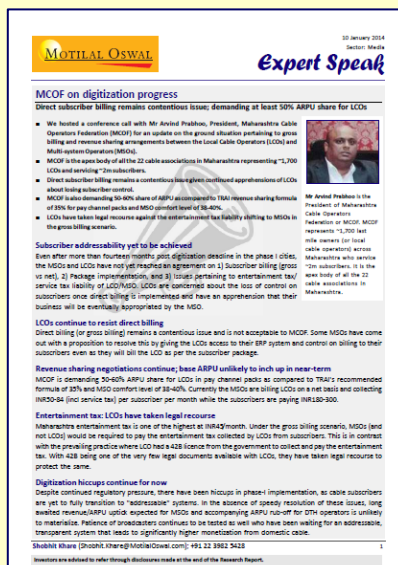 MOTILAL OSWAL
10 January 2014
Sector: Media
Expert Speak
MCOF on digitization progress
Direct subscriber billing remains contentious issue; demanding at least 50% ARPU share for LCOs
We hosted a conference call with Mr Arvind Prabhoo, President, Maharashtra Cable
Operators Federation (MCOF) for an update on the ground situation pertaining to gross
billing and revenue sharing arrangements between the Local Cable Operators (LCOs) and
Multi-system Operators (MSOs).
MCOF is the apex body of all the 22 cable associations in Maharashtra representing ~1,700
LCOs and servicing ~2m subscribers.
Direct subscriber billing remains a contentious issue given continued apprehensions of LCOs
about losing subscriber control.
MCOF is also demanding 50-60% share of ARPU as compared to TRAI revenue sharing formula
of 35% for pay channel packs and MSO comfort level of 38-40%.
LCOs have taken legal recourse against the entertainment tax liability shifting to MSOs in
the gross billing scenario.
Mr Arvind Prabhoo is the
President of Maharashtra
Cable Operators
Federation or MCOF. MCOF
represents ~1,700 last
mile owners (or local
cable operators) across
Maharashtra who service
~2m subscribers. It is the
apex body of all the 22
cable associations in
Maharashtra.
Subscriber addressability yet to be achieved
Even after more than fourteen months post digitization deadline in the phase I cities,
the MSOs and LCOs have not yet reached an agreement on 1) Subscriber billing (gross
vs net), 2) Package implementation, and 3) Issues pertaining to entertainment tax/
service tax liability of LCO/MSO. LCOs are concerned about the loss of control on
subscribers once direct billing is implemented and have an apprehension that their
business will be eventually appropriated by the MSO.
LCOs continue to resist direct billing
Direct billing (or gross billing) remains a contentious issue and is not acceptable to MCOF. Some MSOs have come
out with a proposition to resolve this by giving the LCOs access to their ERP system and control on billing to their
subscribers even as they will bill the LCO as per the subscriber package.
Revenue sharing negotiations continue; base ARPU unlikely to inch up in near-term
MCOF is demanding 50-60% ARPU share for LCOs in pay channel packs as compared to TRAI's recommended
formula of 35% and MSO comfort level of 38-40%. Currently the MSOs are billing LCOs on a net basis and collecting
INR50-84 (incl service tax) per subscriber per month while the subscribers are paying INR180-300.
Entertainment tax: LCOs have taken legal recourse
Maharashtra entertainment tax is one of the highest at INR45/month. Under the gross billing scenario, MSOs (and
not LCOs) would be required to pay the entertainment tax collected by LCOs from subscribers. This is in contrast
with the prevailing practice where LCO had a 42B licence from the government to collect and pay the entertainment
tax. With 42B being one of the very few legal documents available with LCOs, they have taken legal recourse to
protect the same.
Digitization hiccups continue for now
Despite continued regulatory pressure, there have been hiccups in phase-I implementation, as cable subscribers
are yet to fully transition to "addressable" systems. In the absence of speedy resolution of these issues, long
awaited revenue/ARPU uptick expected for MSOs and accompanying ARPU rub-off for DTH operators is unlikely
to materialize. Patience of broadcasters continues to be tested as well who have been waiting for an addressable,
transparent system that leads to significantly higher monetization from domestic cable.
Shobhit Khare (Shobhit.Khare@MotilalOswal.com); +91 22 3982 5428
1
Investors are advised to refer through disclosures made at the end of the Research Report.